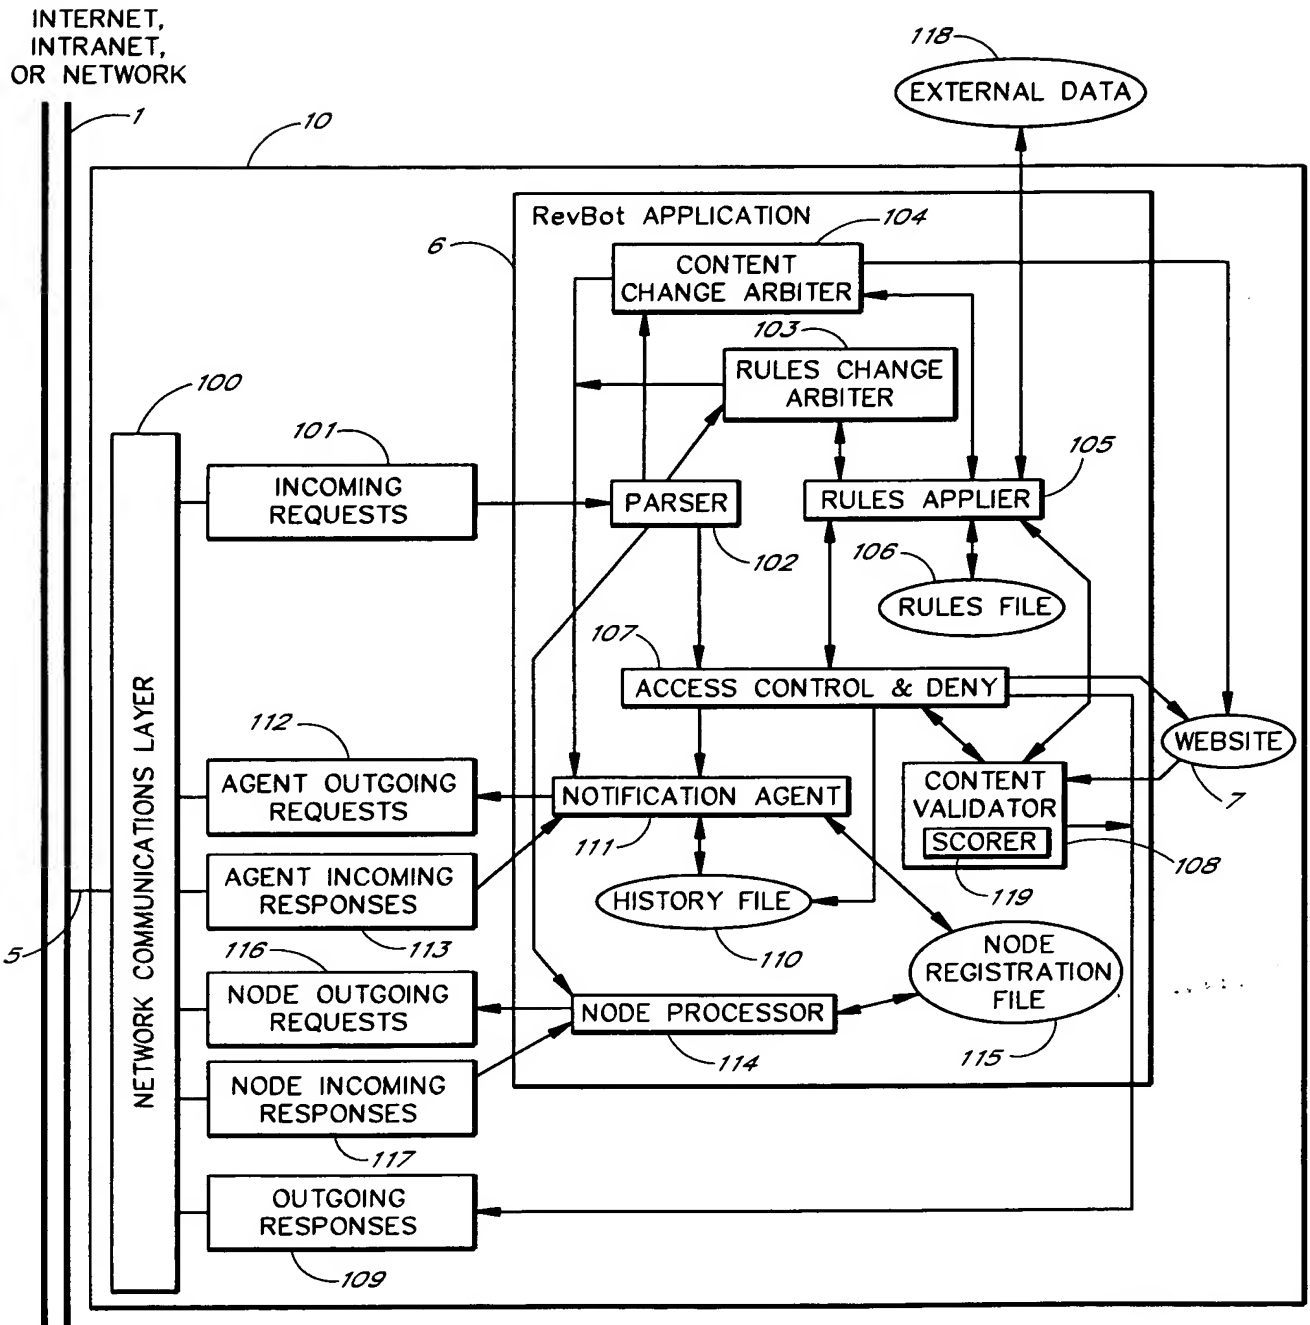 INTERNET,
INTRANET,
OR NETWORK
1
10
118
EXTERNAL DATA
RevBot APPLICATION
6
104
CONTENT
CHANGE ARBITER
103
RULES CHANGE
ARBITER
100
NETWORK COMMUNICATIONS LAYER
101
INCOMING
REQUESTS
PARSER
102
RULES APPLIER
105
106
RULES FILE
107
ACCESS CONTROL & DENY
WEBSITE
7
112
AGENT OUTGOING
REQUESTS
NOTIFICATION AGENT
111
CONTENT
VALIDATOR
SCORER
108
119
AGENT INCOMING
RESPONSES
113
HISTORY FILE
110
5
116
NODE OUTGOING
REQUESTS
NODE PROCESSOR
114
NODE
REGISTRATION
FILE
115
NODE INCOMING
RESPONSES
117
OUTGOING
RESPONSES
109